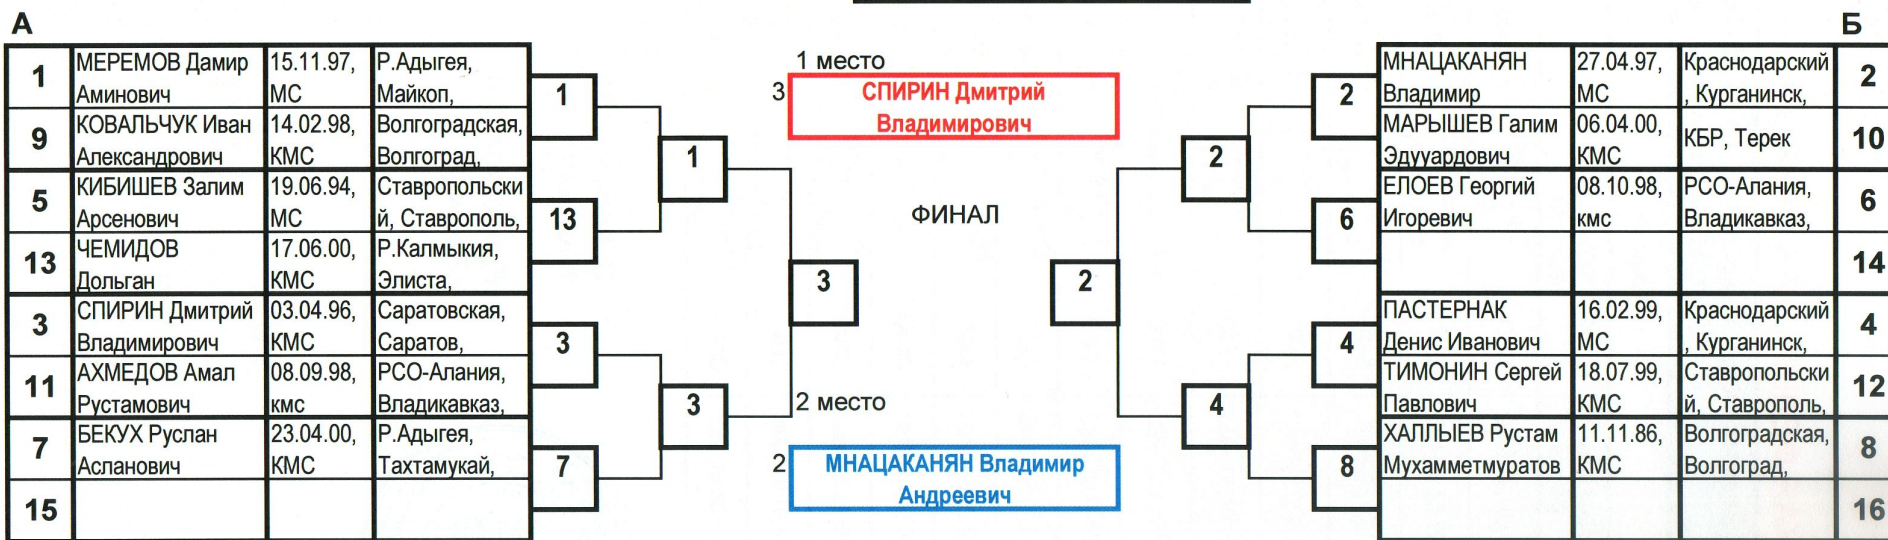 А
Б
1
МЕРЕМОВ Дамир
Аминович
15.11.97,
МС
Р.Адыгея,
Майкоп,
9
КОВАЛЬЧУК Иван
Александрович
14.02.98,
КМС
Волгоградская,
Волгоград,
5
КИБИШЕВ Залим
Арсенович
19.06.94,
МС
Ставропольски
й, Ставрополь,
13
ЧЕМИДОВ
Дольган
17.06.00,
КМС
Р.Калмыкия,
Элиста,
3
СПИРИН Дмитрий
Владимирович
03.04.96,
КМС
Саратовская,
Саратов,
11
АХМЕДОВ Амал
Рустамович
08.09.98,
кмс
РСО-Алания,
Владикавказ,
7
БЕКУХ Руслан
Асланович
23.04.00,
КМС
Р.Адыгея,
Тахтамукай,
15
1
13
3
7
1
3
3
1 место
3
СПИРИН Дмитрий
Владимирович
ФИНАЛ
2 место
2
МНАЦАКАНЯН Владимир
Андреевич
2
2
4
2
6
4
8
МНАЦАКАНЯН
Владимир
27.04.97,
МС
Краснодарский
, Курганинск,
2
МАРЫШЕВ Галим
Эдууардович
06.04.00,
КМС
КБР, Терек
10
ЕЛОЕВ Георгий
Игоревич
08.10.98,
кмс
РСО-Алания,
Владикавказ,
6
14
ПАСТЕРНАК
Денис Иванович
16.02.99,
МС
Краснодарский
, Курганинск,
4
ТИМОНИН Сергей
Павлович
18.07.99,
КМС
Ставропольски
й, Ставрополь,
12
ХАЛЛЫЕВ Рустам
Мухамметмуратов
11.11.86,
КМС
Волгоградская,
Волгоград,
8
16